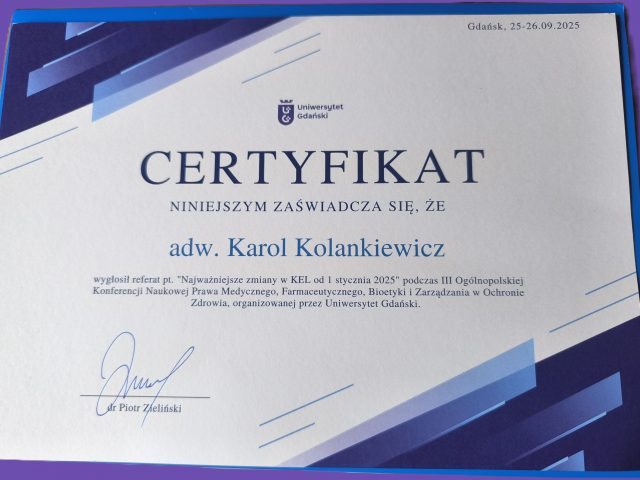 Gdańsk, 25-26.09.2025
Uniwersytet
Gdański
CERTYFIKAT
NINIEJSZYM ZAŚWIADCZA SIĘ, ŻE
adw. Karol Kolankiewicz
wygłosił referat pt. "Najważniejsze zmiany w KEL od 1 stycznia 2025" podczas III Ogólnopolskiej
Konferencji Naukowej Prawa Medycznego, Farmaceutycznego, Bioetyki i Zarządzania w Ochronie
Zdrowia, organizowanej przez Uniwersytet Gdański.
dr Piotr Zieliński